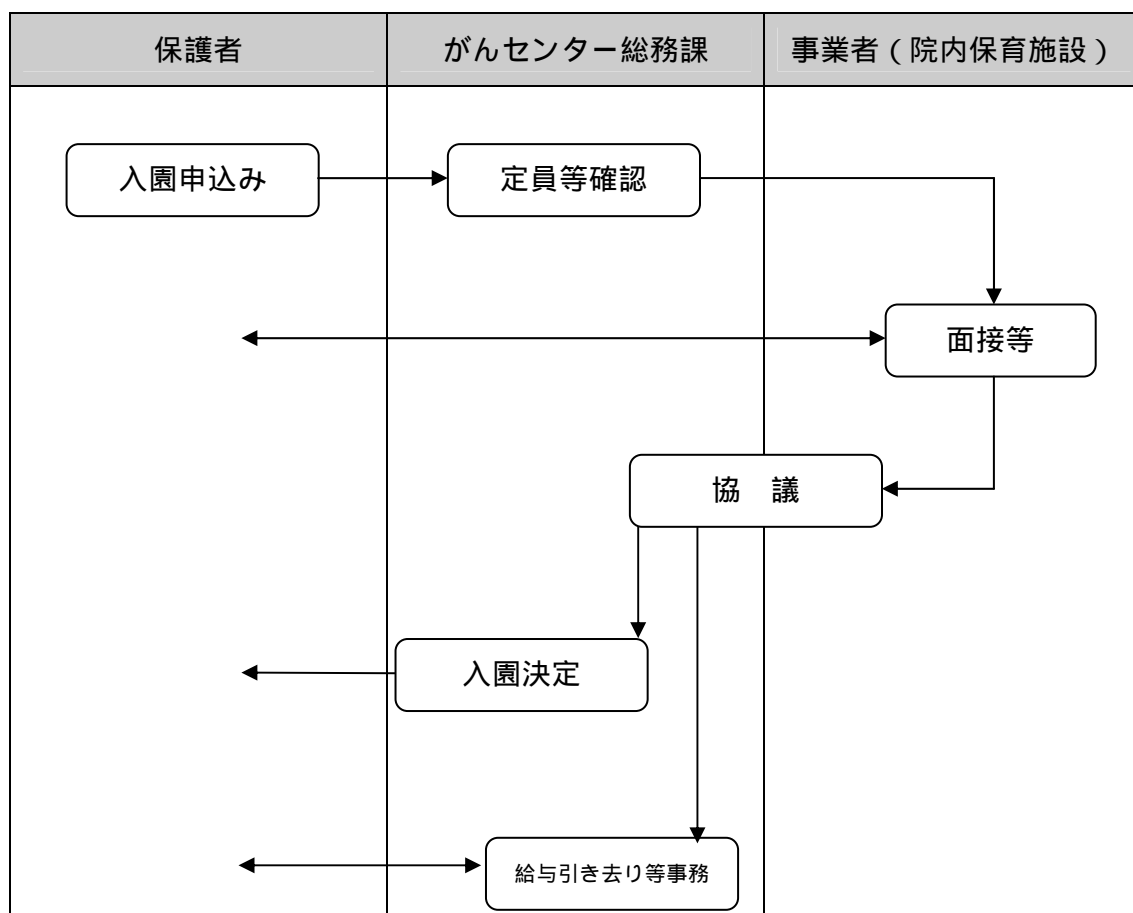 保護者
がんセンター総務課
事業者（院内保育施設）
入園申込み
定員等確認
面接等
協　議
入園決定
給与引き去り等事務